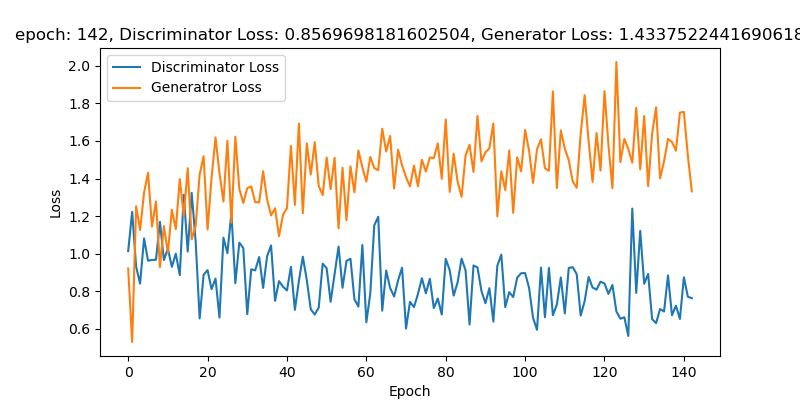 epoch: 142, Discriminator Loss: 0.8569698181602504, Generator Loss: 1.4337522441690618
Discriminator Loss
Generatror Loss
2.0
1.8
1.6
1.4
1.2
1.0
0.8
0.6
Loss
0 20 40 60 80 100 120 140
Epoch